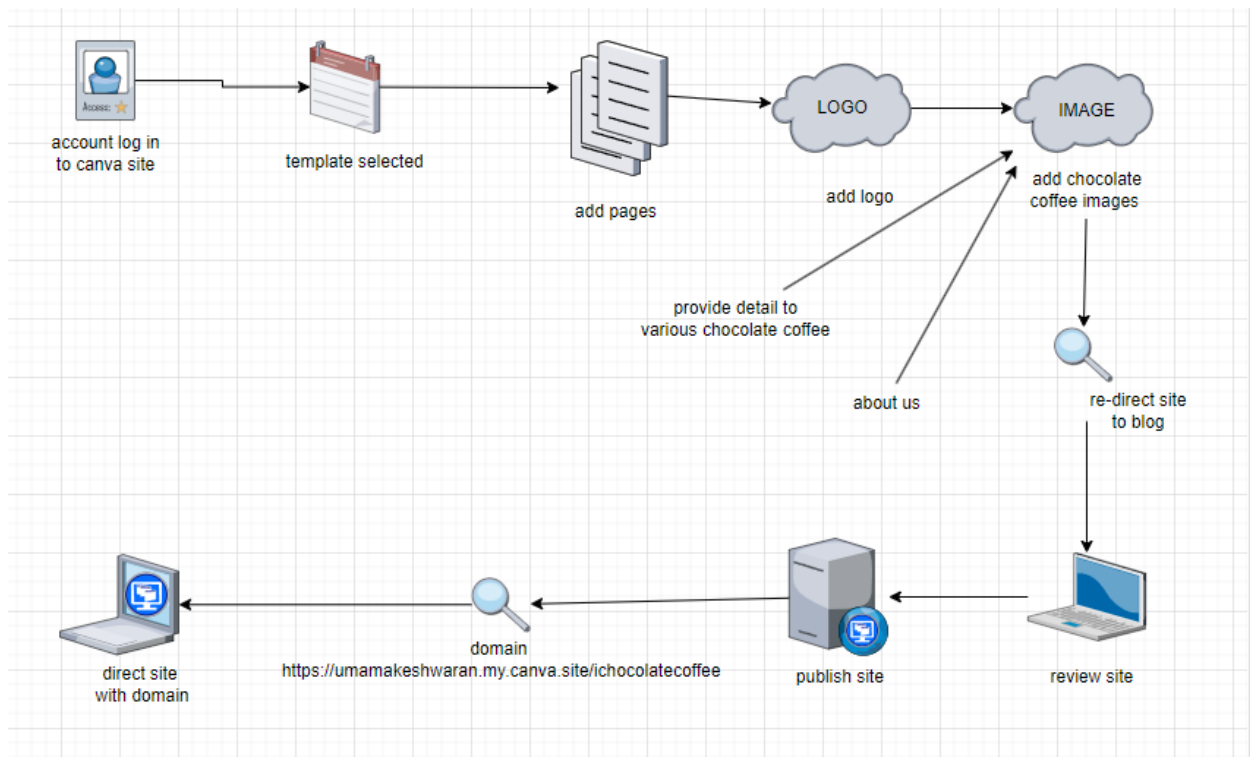 Access:
account log in
to canva site
template selected
add pages
LOGO
add logo
IMAGE
add chocolate
coffee images
provide detail to
various chocolate coffee
about us
re-direct site
to blog
review site
publish site
domain
https://umamakeshwaran.my.canva.site/ichocolatecoffee
direct site
with domain